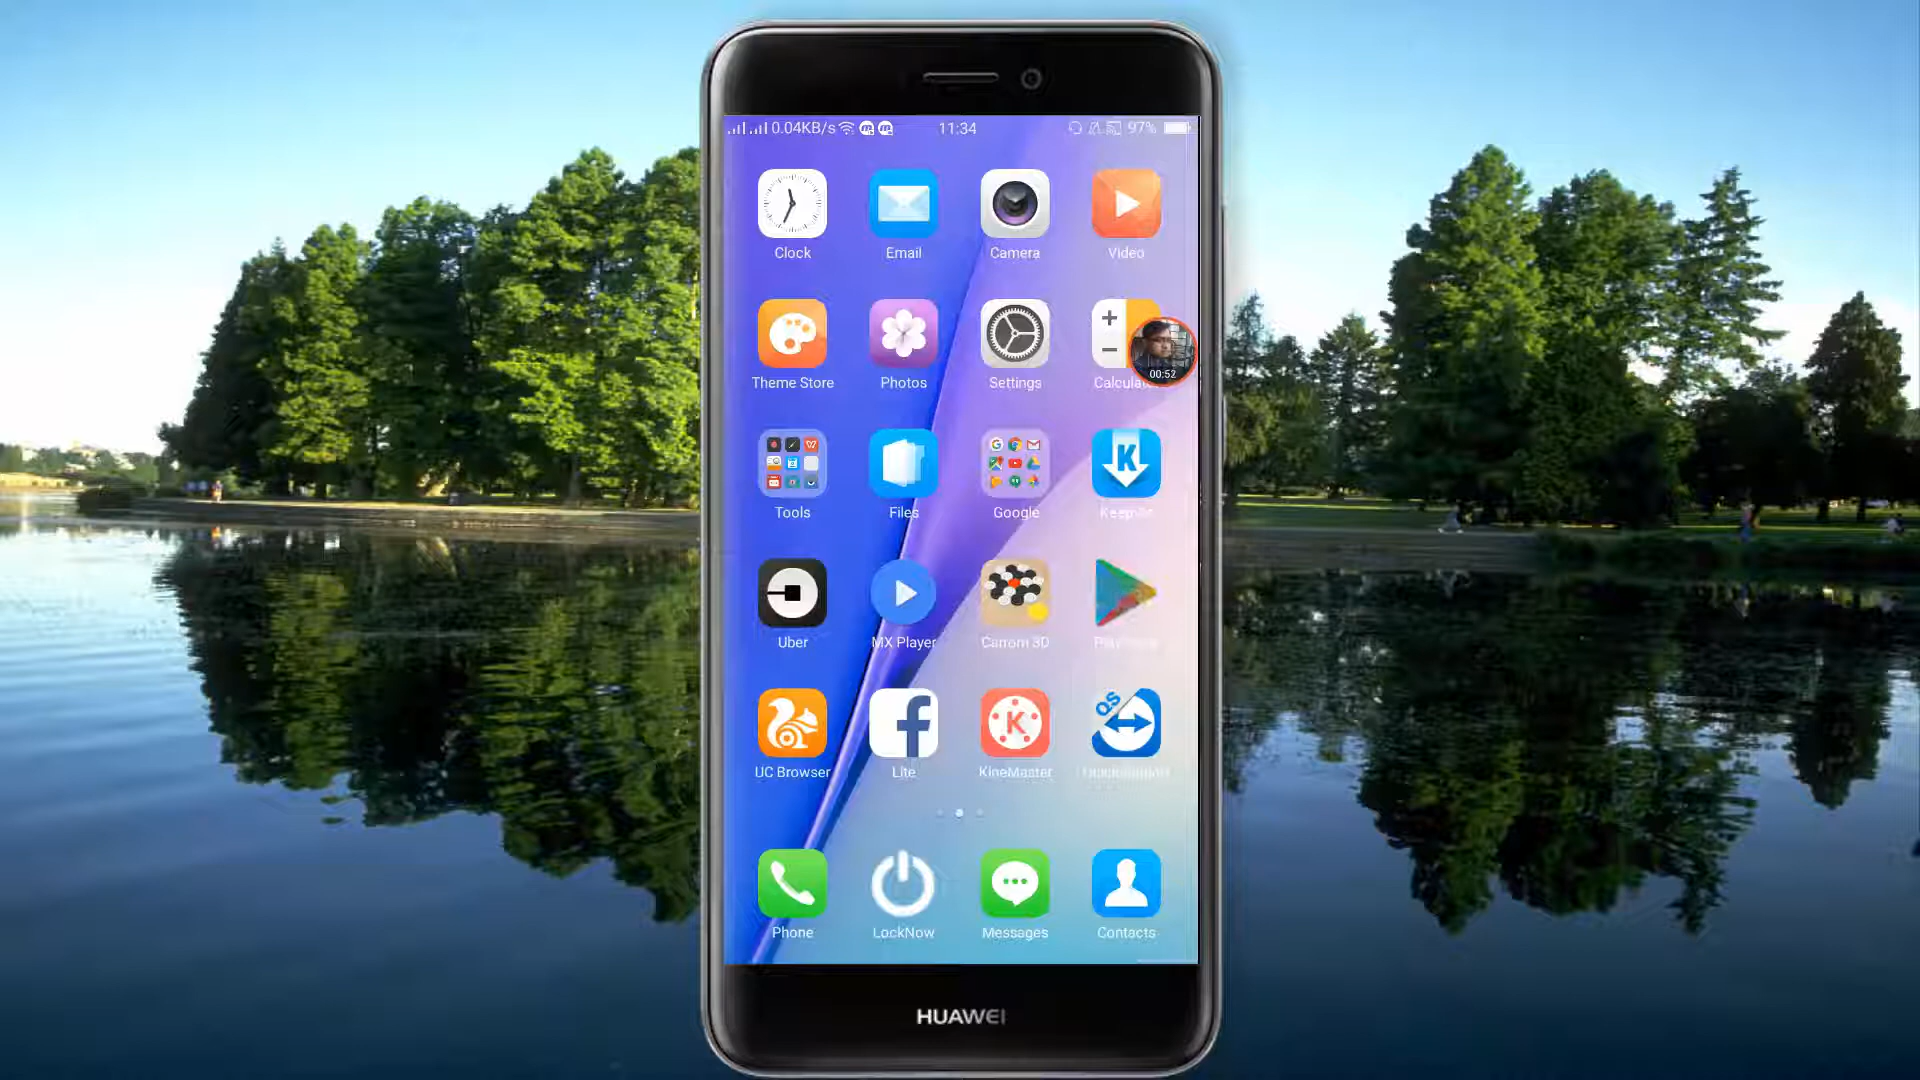 0.04KB/s 11:34 97%
Clock Email Camera Video
Theme Store Photos Settings
00:52
Tools Files Google
Uber MX Player Carrom 3D
UC Browser Lite KineMaster
QS
Phone LockNow Messages Contacts
HUAWEI